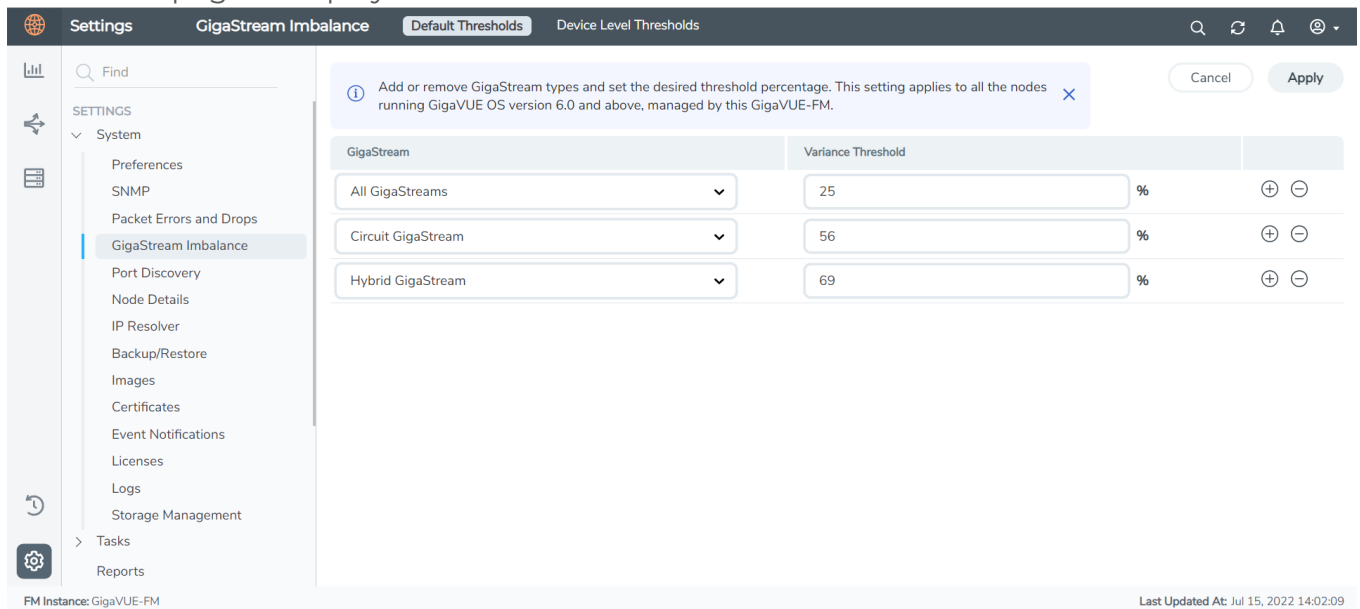 Settings GigaStream Imbalance Default Thresholds Device Level Thresholds
Find
Add or remove GigaStream types and set the desired threshold percentage. This setting applies to all the nodes
running GigaVUE OS version 6.0 and above, managed by this GigaVUE-FM.
Cancel Apply
SETTINGS
System
Preferences
SNMP
Packet Errors and Drops
GigaStream Imbalance
Port Discovery
Node Details
IP Resolver
Backup/Restore
Images
Certificates
Event Notifications
Licenses
Logs
Storage Management
Tasks
Reports
GigaStream Variance Threshold
All GigaStreams 25 %
Circuit GigaStream 56 %
Hybrid GigaStream 69 %
FM Instance: GigaVUE-FM Last Updated At: Jul 15, 2022 14:02:09